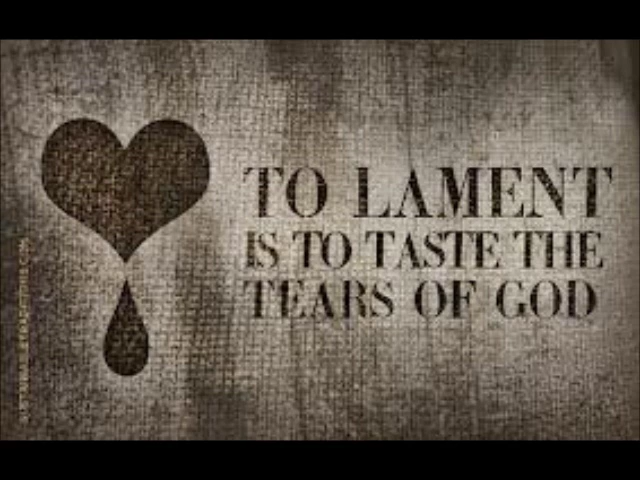 TO LAMENT
IS TO TASTE THE
TEARS OF GOD